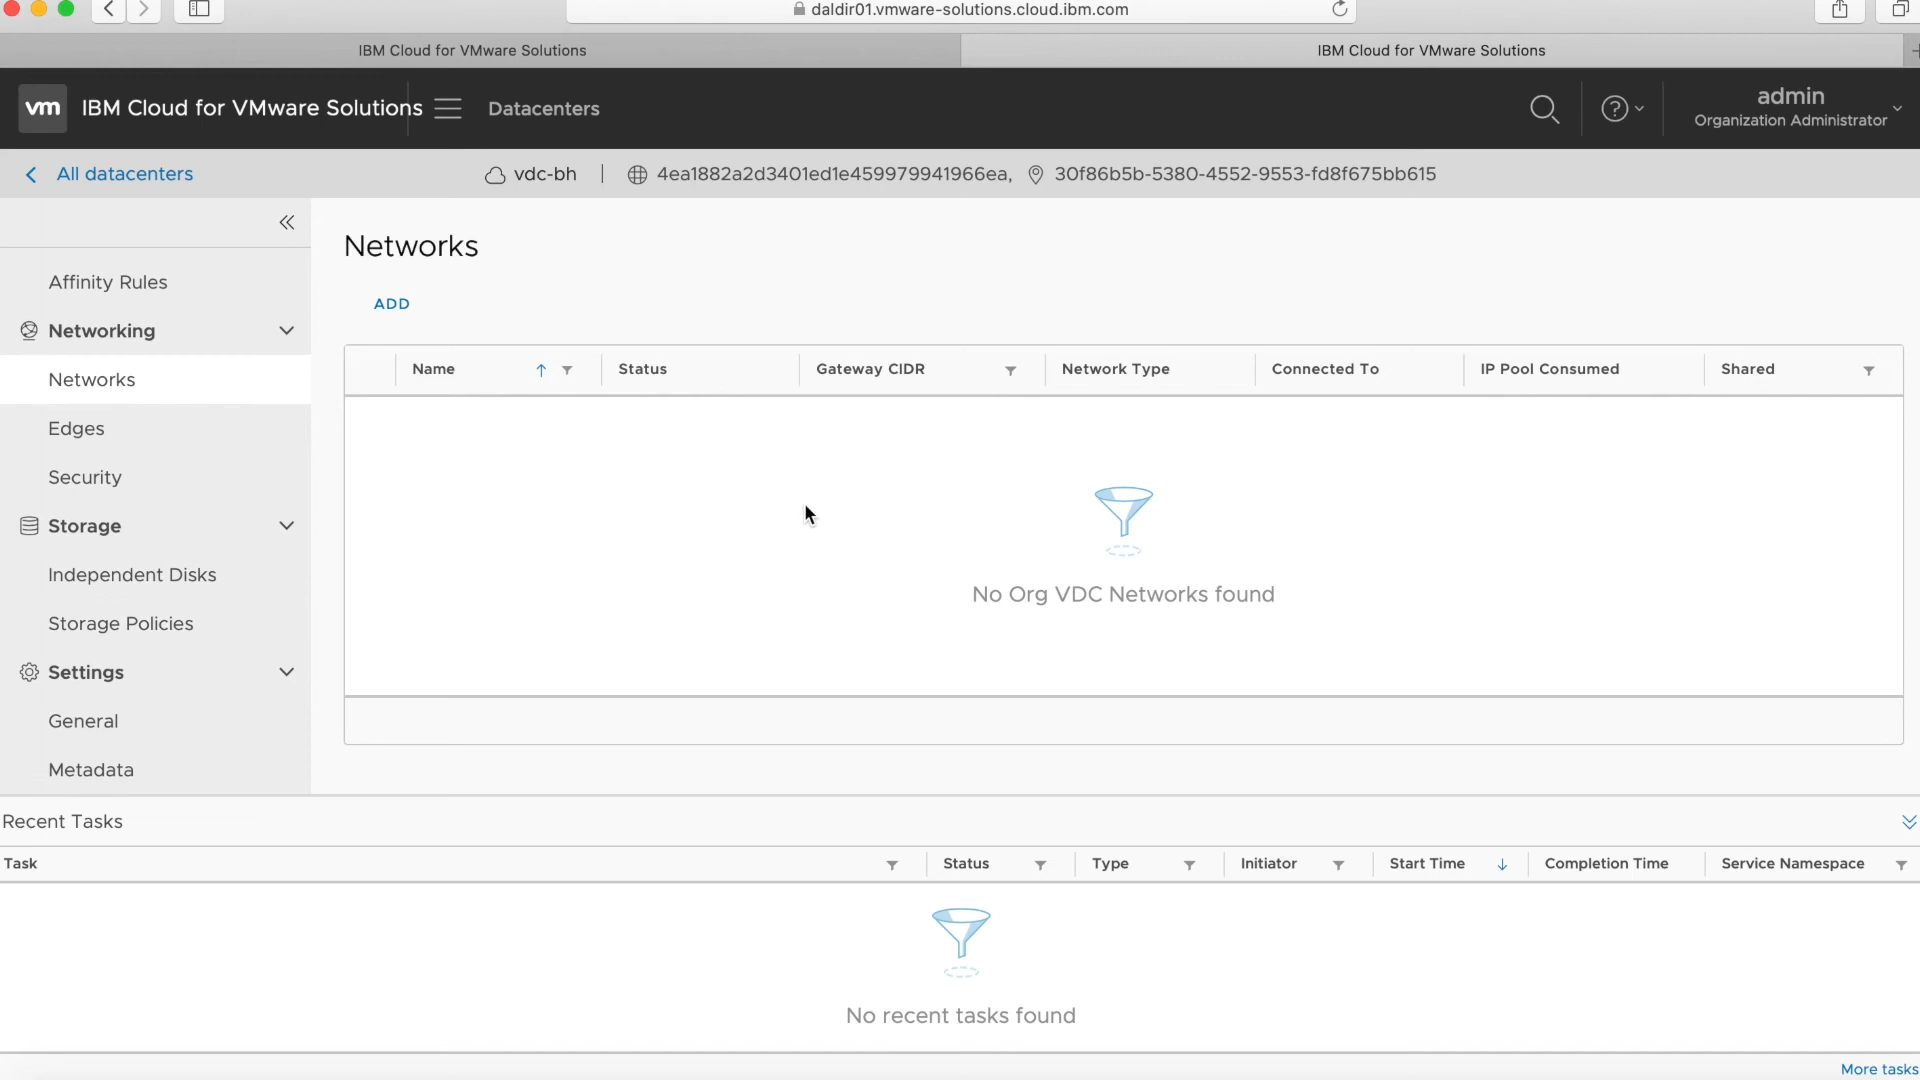 daldir01.vmware-solutions.cloud.ibm.com
IBM Cloud for VMware Solutions
IBM Cloud for VMware Solutions
vm IBM Cloud for VMware Solutions Datacenters
admin
Organization Administrator
All datacenters
vdc-bh | 4ea1882a2d3401ed1e459979941966ea, 30f86b5b-5380-4552-9553-fd8f675bb615
Affinity Rules
Networking
Networks
Edges
Security
Storage
Independent Disks
Storage Policies
Settings
General
Metadata
Networks
ADD
Name Status Gateway CIDR Network Type Connected To IP Pool Consumed Shared
No Org VDC Networks found
Recent Tasks
Task Status Type Initiator Start Time Completion Time Service Namespace
No recent tasks found
More tasks